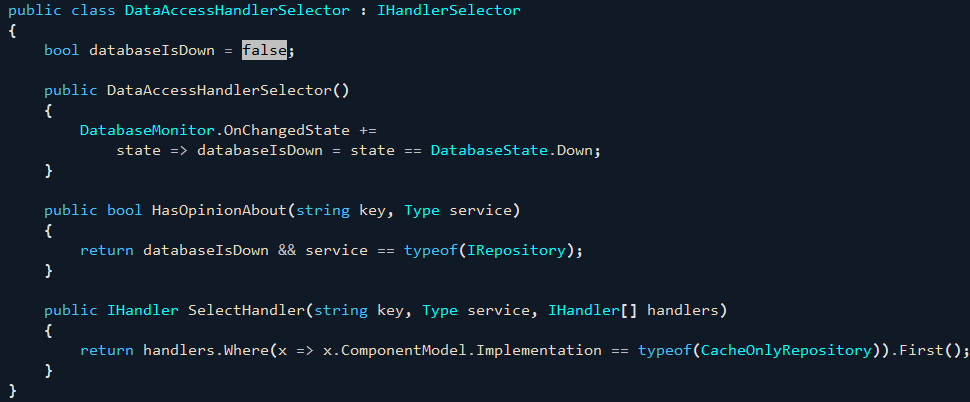 public class DataAccessHandlerSelector : IHandlerSelector
{
    bool databaseIsDown = false;
    public DataAccessHandlerSelector()
    {
        DatabaseMonitor.OnChangedState +=
            state => databaseIsDown = state == DatabaseState.Down;
    }
    public bool HasOpinionAbout(string key, Type service)
    {
        return databaseIsDown && service == typeof(IRepository);
    }
    public IHandler SelectHandler(string key, Type service, IHandler[] handlers)
    {
        return handlers.Where(x => x.ComponentModel.Implementation == typeof(CacheOnlyRepository)).First();
    }
}